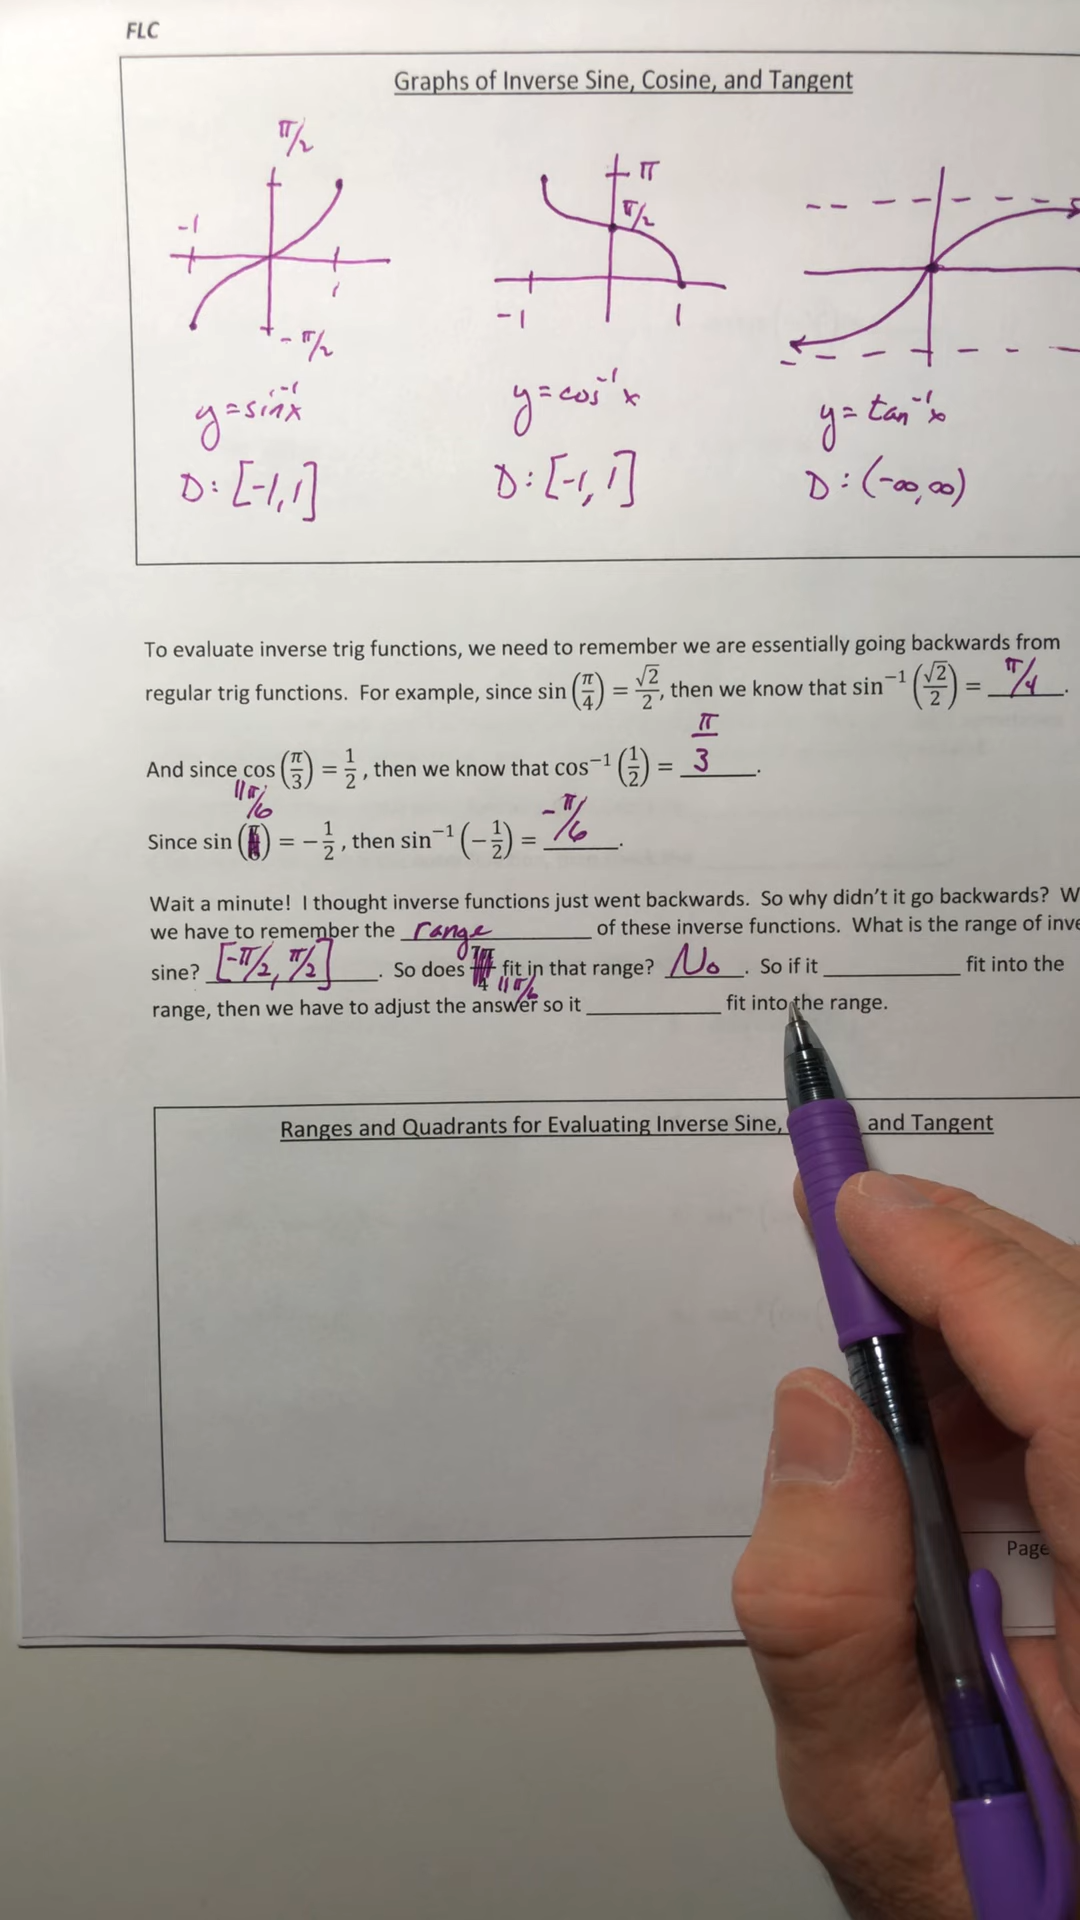 FLC
Graphs of Inverse Sine, Cosine, and Tangent
π/2
-1
1
-π/2
y = sin⁻¹x
D: [-1, 1]
π
π/2
-1
1
y = cos⁻¹x
D: [-1, 1]
y = tan⁻¹x
D: (-∞, ∞)
To evaluate inverse trig functions, we need to remember we are essentially going backwards from
regular trig functions. For example, since sin (π/4) = √2/2, then we know that sin⁻¹ (√2/2) = π/4.
And since cos (π/3) = 1/2, then we know that cos⁻¹ (1/2) = π/3.
11π/6
Since sin ( ) = -1/2, then sin⁻¹ (-1/2) = -π/6.
Wait a minute! I thought inverse functions just went backwards. So why didn't it go backwards? W
we have to remember the range of these inverse functions. What is the range of inve
sine? [-π/2, π/2]. So does 11π/6 fit in that range? No. So if it ________ fit into the
range, then we have to adjust the answer so it ________ fit into the range.
Ranges and Quadrants for Evaluating Inverse Sine, and Tangent
Page